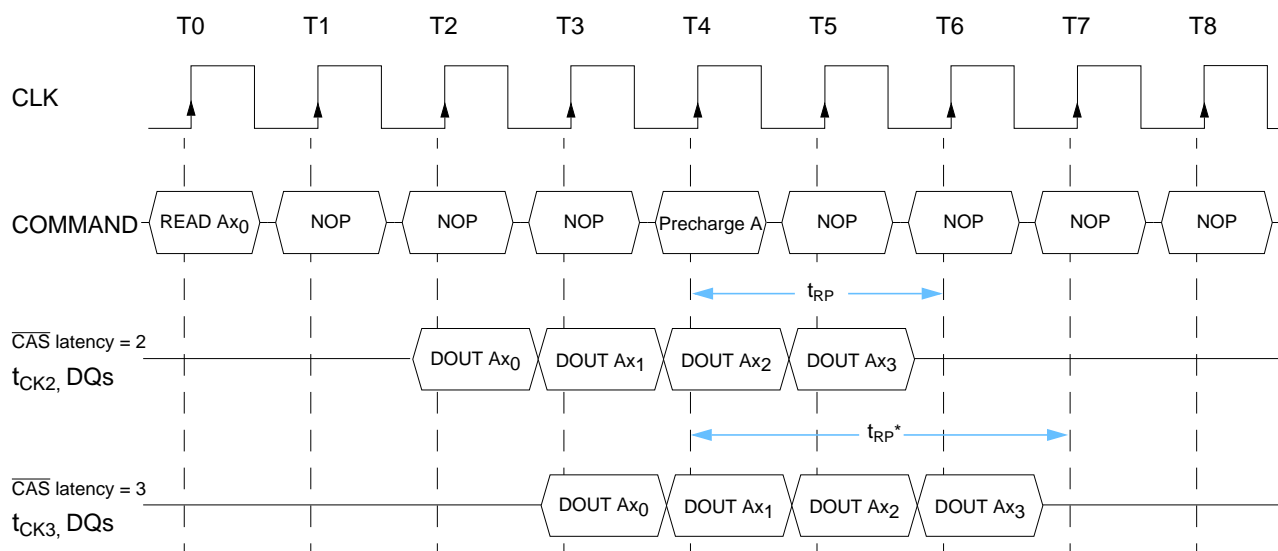 T0 T1 T2 T3 T4 T5 T6 T7 T8
CLK
COMMAND READ Ax0 NOP NOP NOP Precharge A NOP NOP NOP NOP
tRP
CAS latency = 2
tCK2, DQs
DOUT Ax0 DOUT Ax1 DOUT Ax2 DOUT Ax3
tRP*
CAS latency = 3
tCK3, DQs
DOUT Ax0 DOUT Ax1 DOUT Ax2 DOUT Ax3